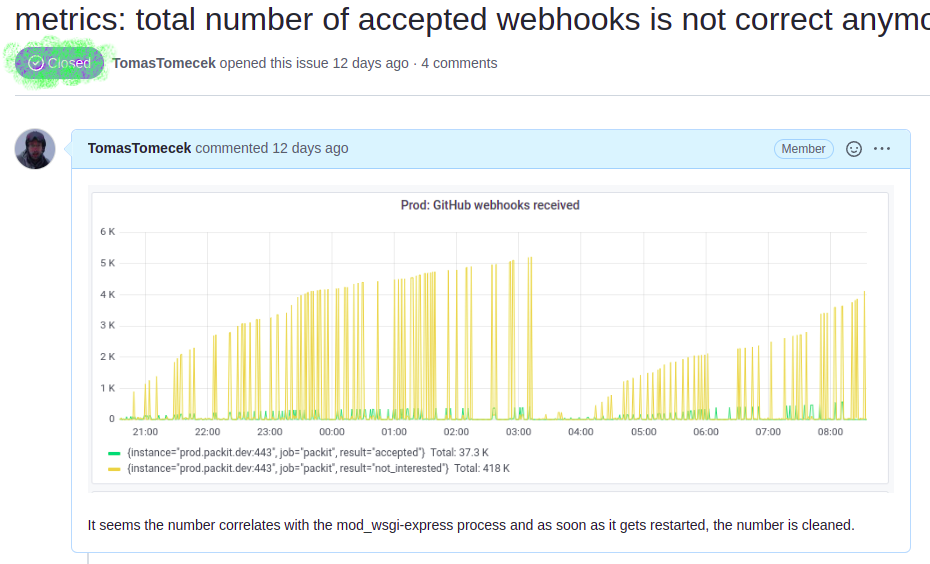 metrics: total number of accepted webhooks is not correct anymo
Closed TomasTomecek opened this issue 12 days ago · 4 comments
TomasTomecek commented 12 days ago Member
Prod: GitHub webhooks received
6 K
5 K
4 K
3 K
2 K
1 K
0
21:00 22:00 23:00 00:00 01:00 02:00 03:00 04:00 05:00 06:00 07:00 08:00
{instance="prod.packit.dev:443", job="packit", result="accepted"} Total: 37.3 K
{instance="prod.packit.dev:443", job="packit", result="not_interested"} Total: 418 K
It seems the number correlates with the mod_wsgi-express process and as soon as it gets restarted, the number is cleaned.